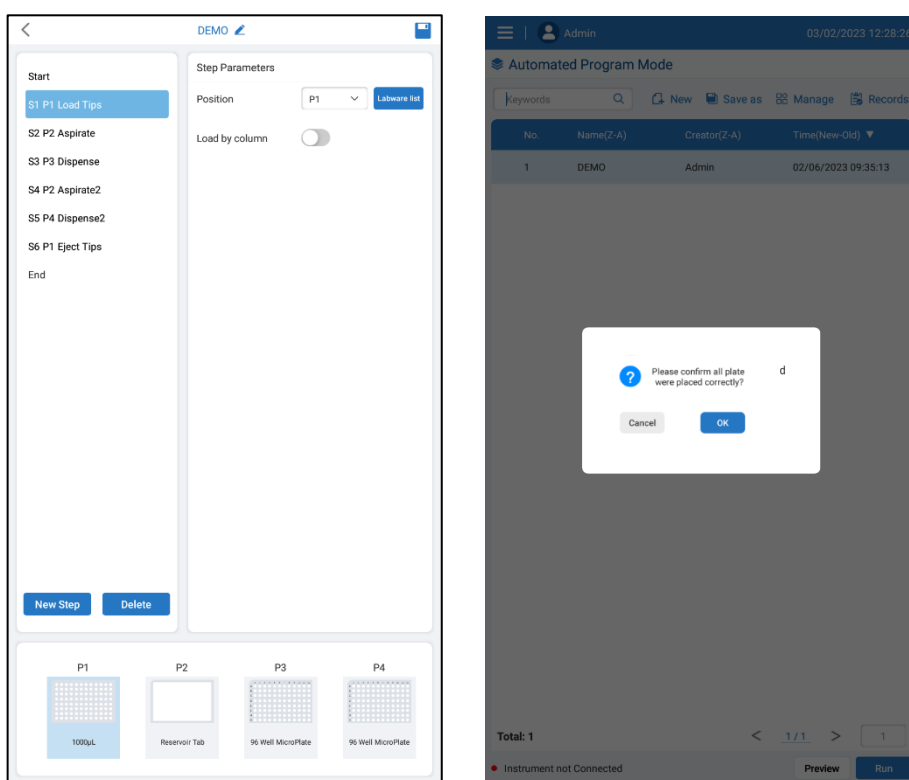 DEMO
Start
S1 P1 Load Tips
S2 P2 Aspirate
S3 P3 Dispense
S4 P2 Aspirate2
S5 P4 Dispense2
S6 P1 Eject Tips
End
New Step Delete
Step Parameters
Position P1 Labware list
Load by column
P1 P2 P3 P4
1000μL Reservoir Tab 96 Well MicroPlate 96 Well MicroPlate
Admin 03/02/2023 12:28:26
Automated Program Mode
Keywords New Save as Manage Records
No. Name(Z-A) Creator(Z-A) Time(New-Old) ▼
1 DEMO Admin 02/06/2023 09:35:13
Please confirm all plate d
were placed correctly?
Cancel OK
Total: 1 < 1/1 > 1
Instrument not Connected Preview Run